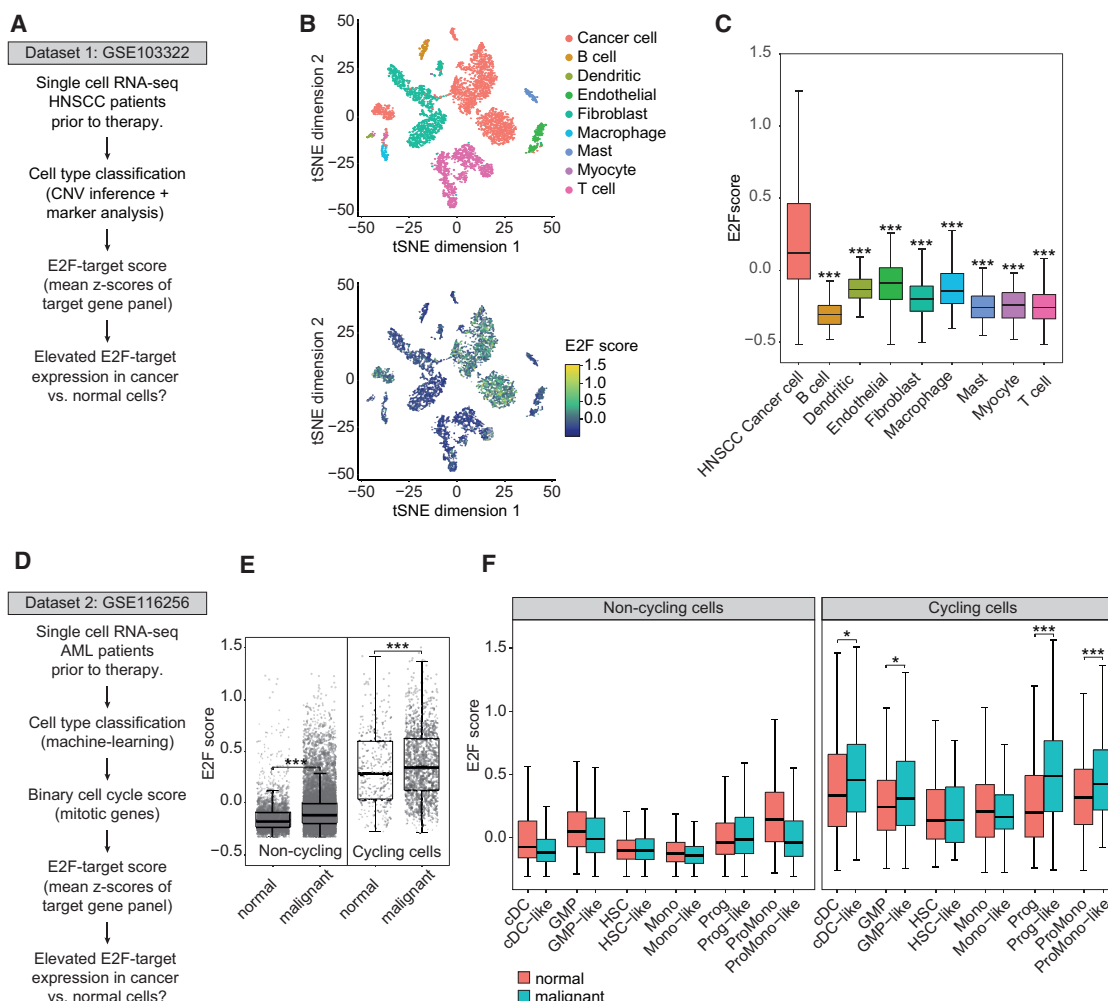 A
Dataset 1: GSE103322
Single cell RNA-seq
HNSCC patients
prior to therapy.
Cell type classification
(CNV inference +
marker analysis)
E2F-target score
(mean z-scores of
target gene panel)
Elevated E2F-target
expression in cancer
vs. normal cells?
B
50
25
0
−25
−50
tSNE dimension 2
−50 −25 0 25 50
tSNE dimension 1
Cancer cell
B cell
Dendritic
Endothelial
Fibroblast
Macrophage
Mast
Myocyte
T cell
50
25
0
−25
−50
tSNE dimension 2
−50 −25 0 25 50
tSNE dimension 1
E2F score
1.5
1.0
0.5
0.0
C
1.5
1.0
0.5
0.0
−0.5
E2Fscore
*** *** *** *** *** *** *** ***
HNSCC Cancer cell
B cell
Dendritic
Endothelial
Fibroblast
Macrophage
Mast
Myocyte
T cell
D
Dataset 2: GSE116256
Single cell RNA-seq
AML patients
prior to therapy.
Cell type classification
(machine-learning)
Binary cell cycle score
(mitotic genes)
E2F-target score
(mean z-scores of
target gene panel)
Elevated E2F-target
expression in cancer
vs. normal cells?
E
1.5
1.0
0.5
0.0
−0.5
E2F score
*** ***
Non-cycling Cycling cells
normal
malignant
normal
malignant
F
Non-cycling cells Cycling cells
1.5
1.0
0.5
0.0
E2F score
* * *** ***
cDC
cDC-like
GMP
GMP-like
HSC
HSC-like
Mono
Mono-like
Prog
Prog-like
ProMono
ProMono-like
cDC
cDC-like
GMP
GMP-like
HSC
HSC-like
Mono
Mono-like
Prog
Prog-like
ProMono
ProMono-like
normal
malignant